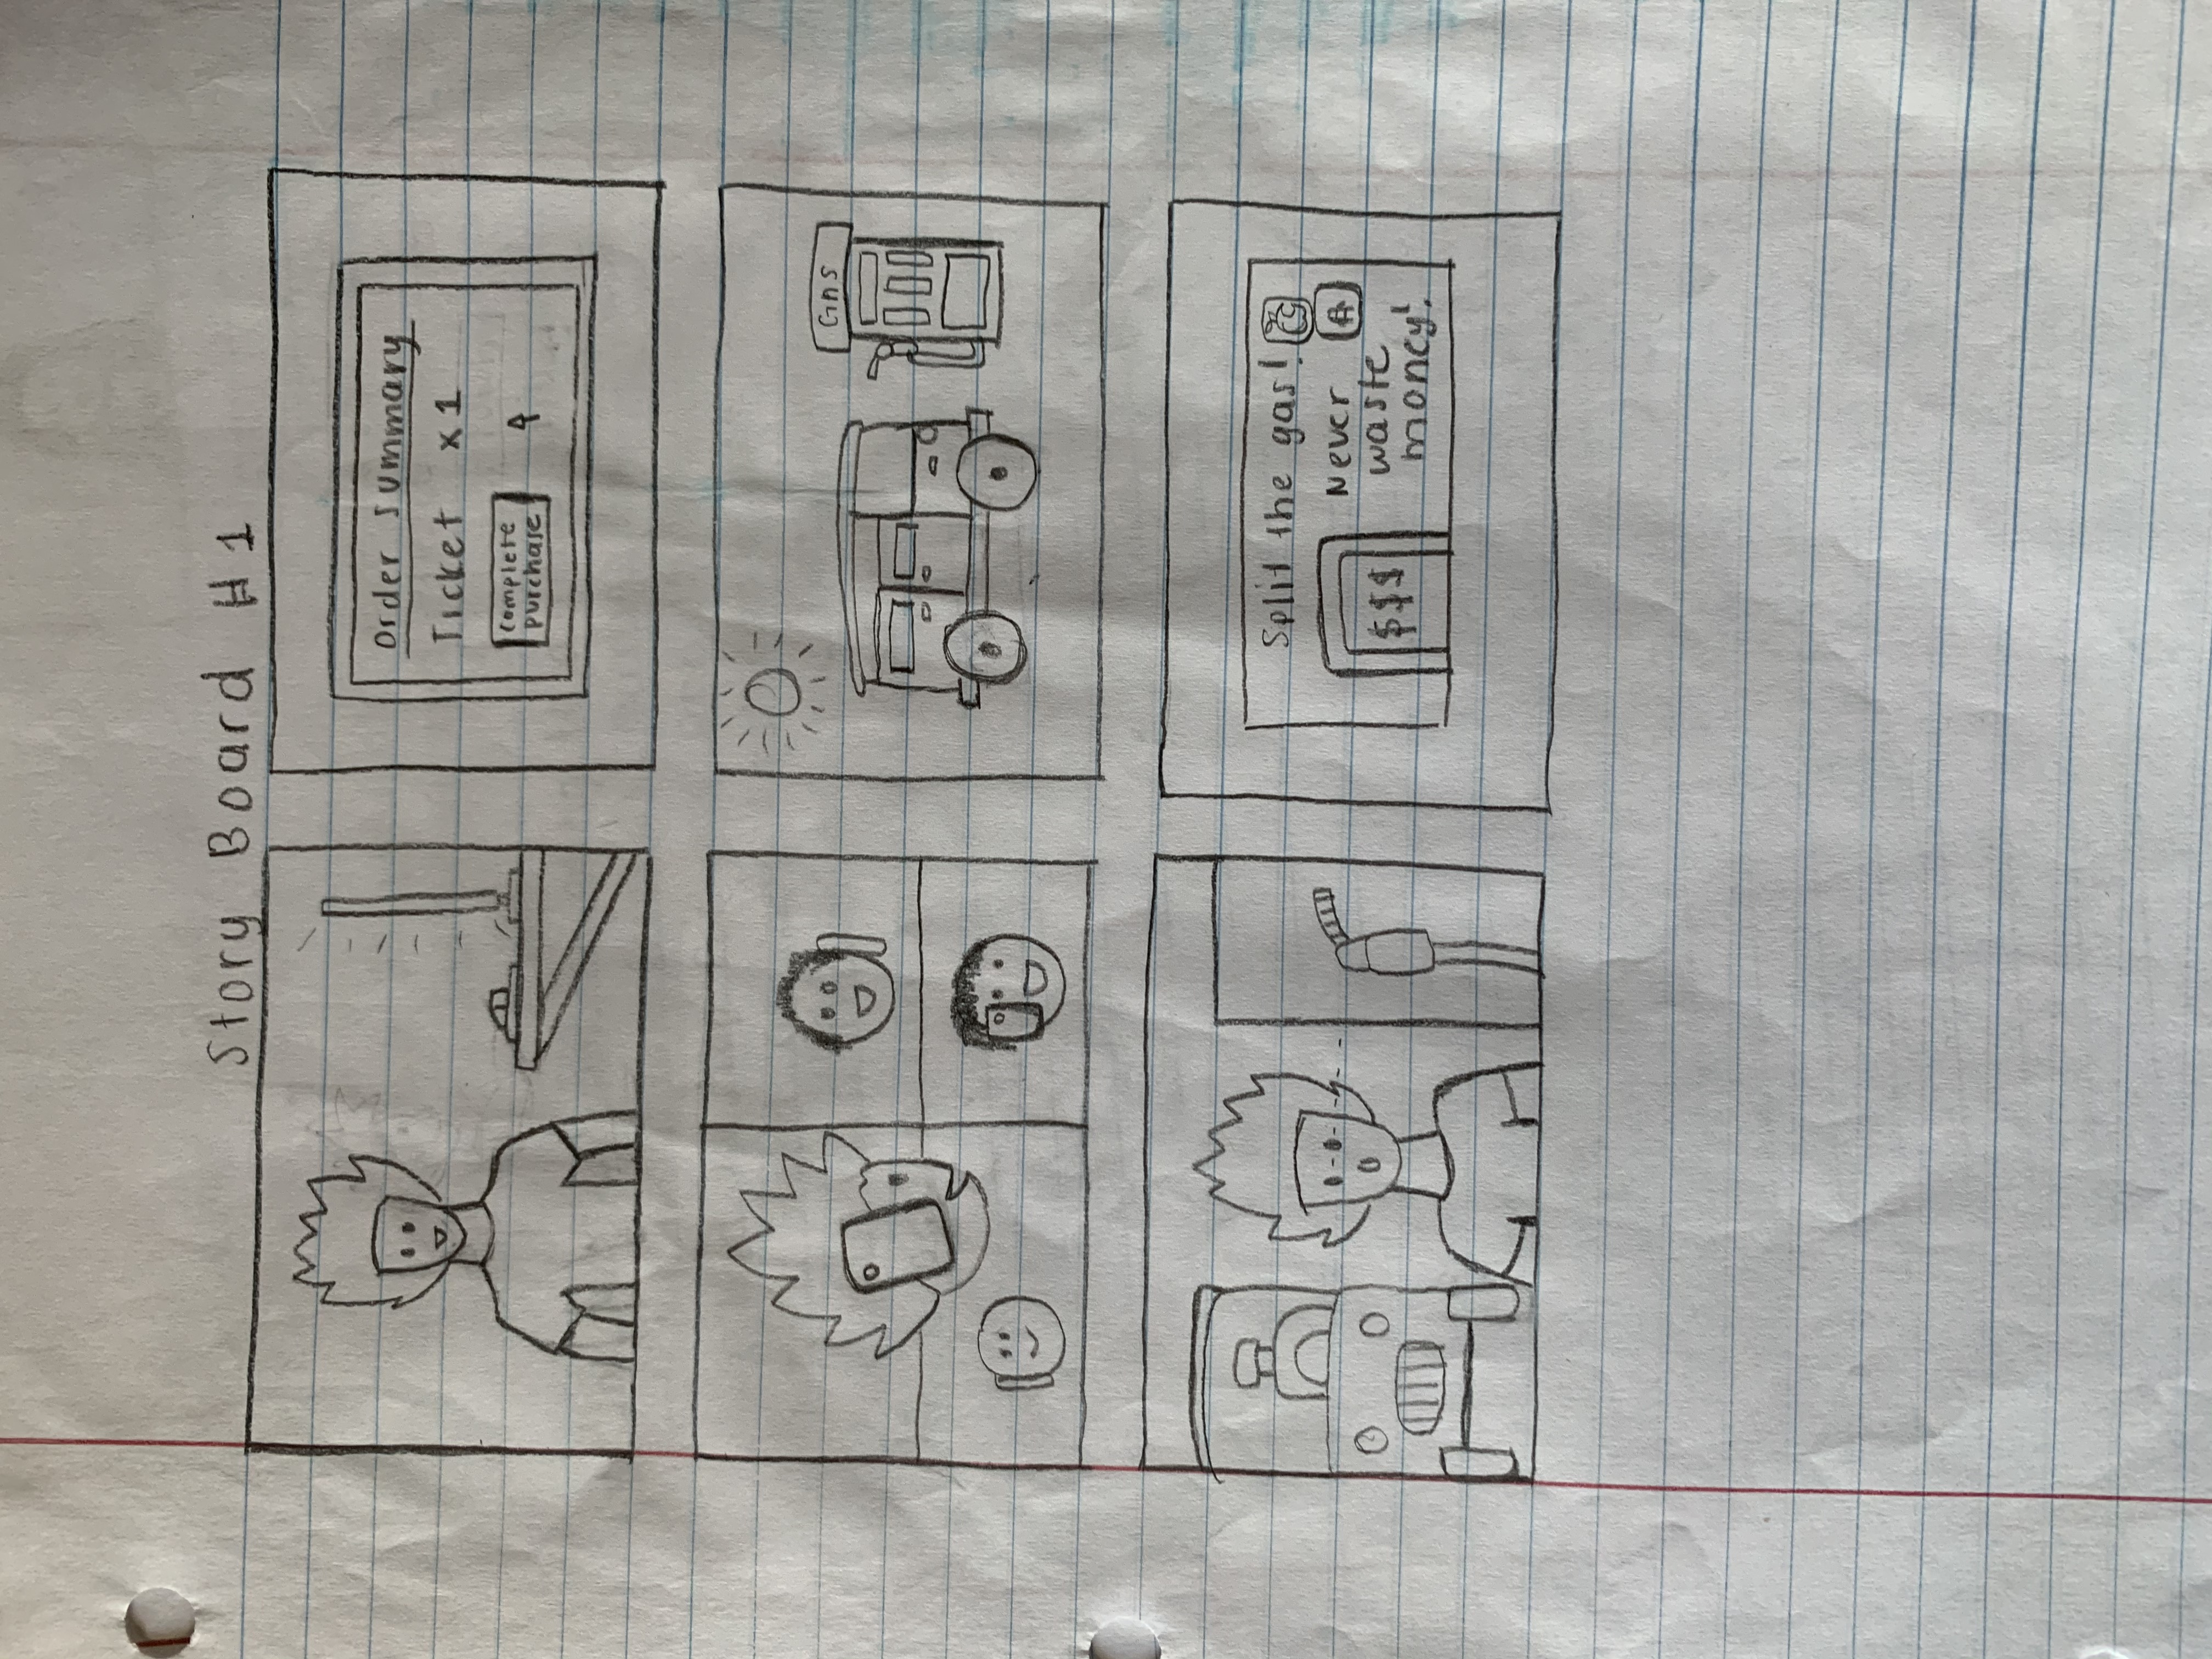 Story Board #1
Order Summary
Ticket x1
Complete
purchase
GAS
Split the gas!
Never
waste
money!
$$$